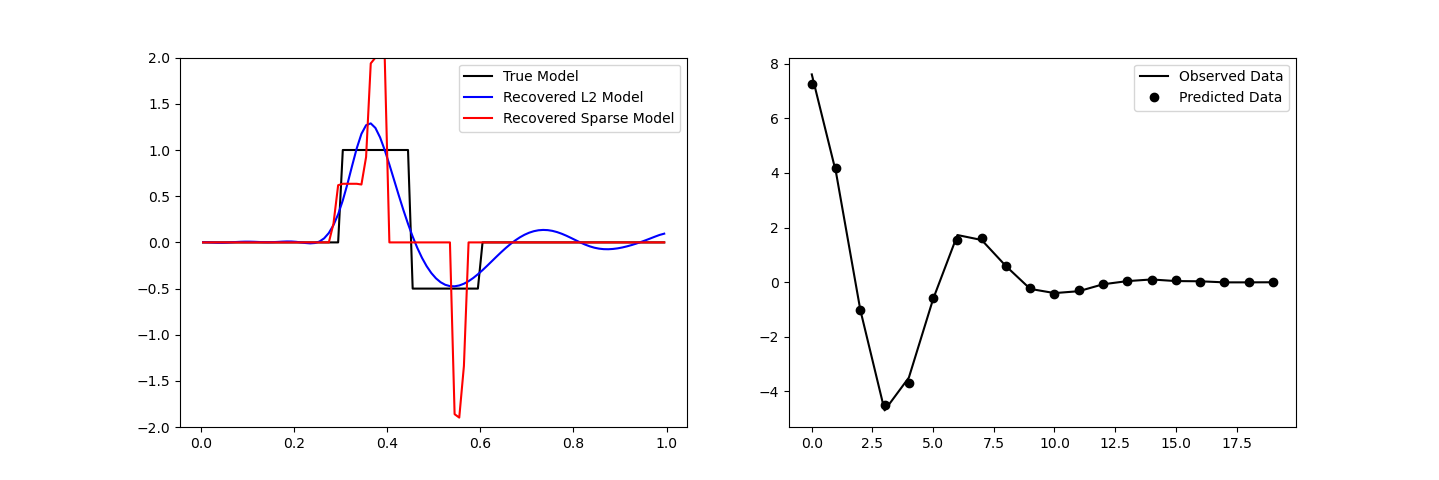 2.0
1.5
1.0
0.5
0.0
−0.5
−1.0
−1.5
−2.0
0.0 0.2 0.4 0.6 0.8 1.0
True Model
Recovered L2 Model
Recovered Sparse Model
8
6
4
2
0
−2
−4
0.0 2.5 5.0 7.5 10.0 12.5 15.0 17.5
Observed Data
Predicted Data